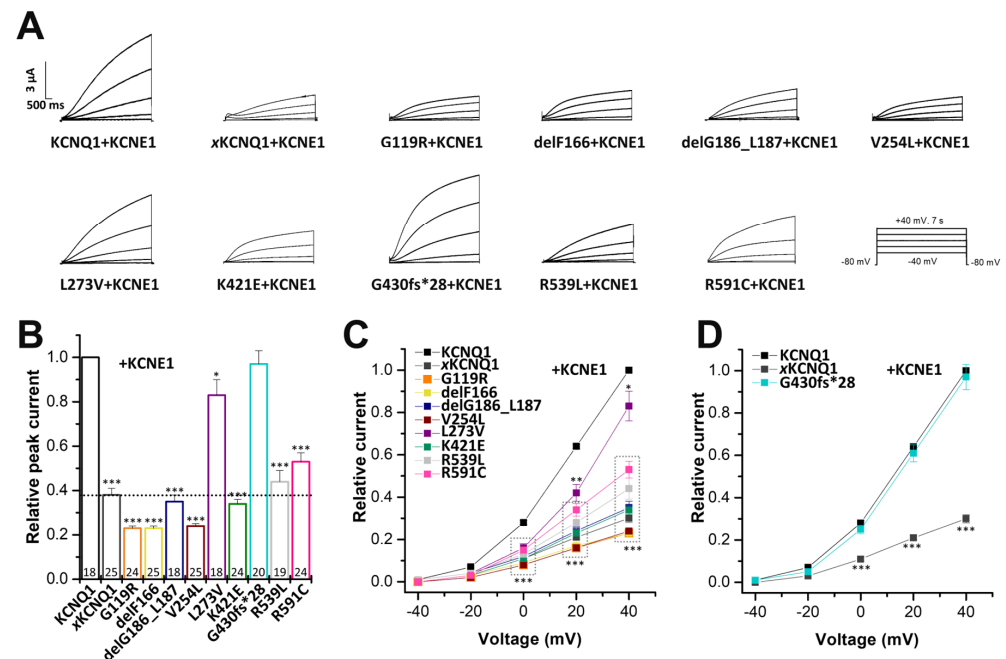 A
3 μA
500 ms
KCNQ1+KCNE1
xKCNQ1+KCNE1
G119R+KCNE1
delF166+KCNE1
delG186_L187+KCNE1
V254L+KCNE1
L273V+KCNE1
K421E+KCNE1
G430fs*28+KCNE1
R539L+KCNE1
R591C+KCNE1
+40 mV. 7 s
-80 mV
-40 mV
-80 mV
B
+KCNE1
Relative peak current
1.0
0.8
0.6
0.4
0.2
0.0
***
***
***
***
***
*
***
***
***
18
25
24
25
18
25
18
24
20
19
24
KCNQ1
xKCNQ1
G119R
delF166
delG186_L187
V254L
L273V
K421E
G430fs*28
R539L
R591C
C
KCNQ1
xKCNQ1
G119R
delF166
delG186_L187
V254L
L273V
K421E
R539L
R591C
+KCNE1
Relative current
1.0
0.8
0.6
0.4
0.2
0.0
*
**
***
***
***
-40
-20
0
20
40
Voltage (mV)
D
KCNQ1
xKCNQ1
G430fs*28
+KCNE1
Relative current
1.0
0.8
0.6
0.4
0.2
0.0
***
***
***
-40
-20
0
20
40
Voltage (mV)